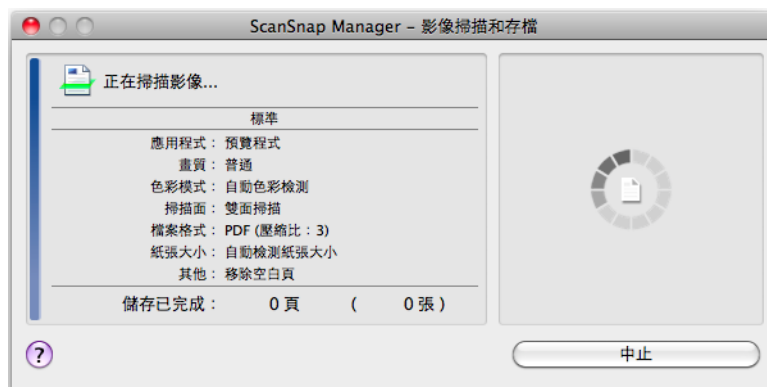 ScanSnap Manager – 影像掃描和存檔
正在掃描影像...
標準
應用程式： 預覽程式
畫質： 普通
色彩模式： 自動色彩檢測
掃描面： 雙面掃描
檔案格式： PDF (壓縮比：3)
紙張大小： 自動檢測紙張大小
其他： 移除空白頁
儲存已完成： 0 頁 ( 0 張 )
? 中止